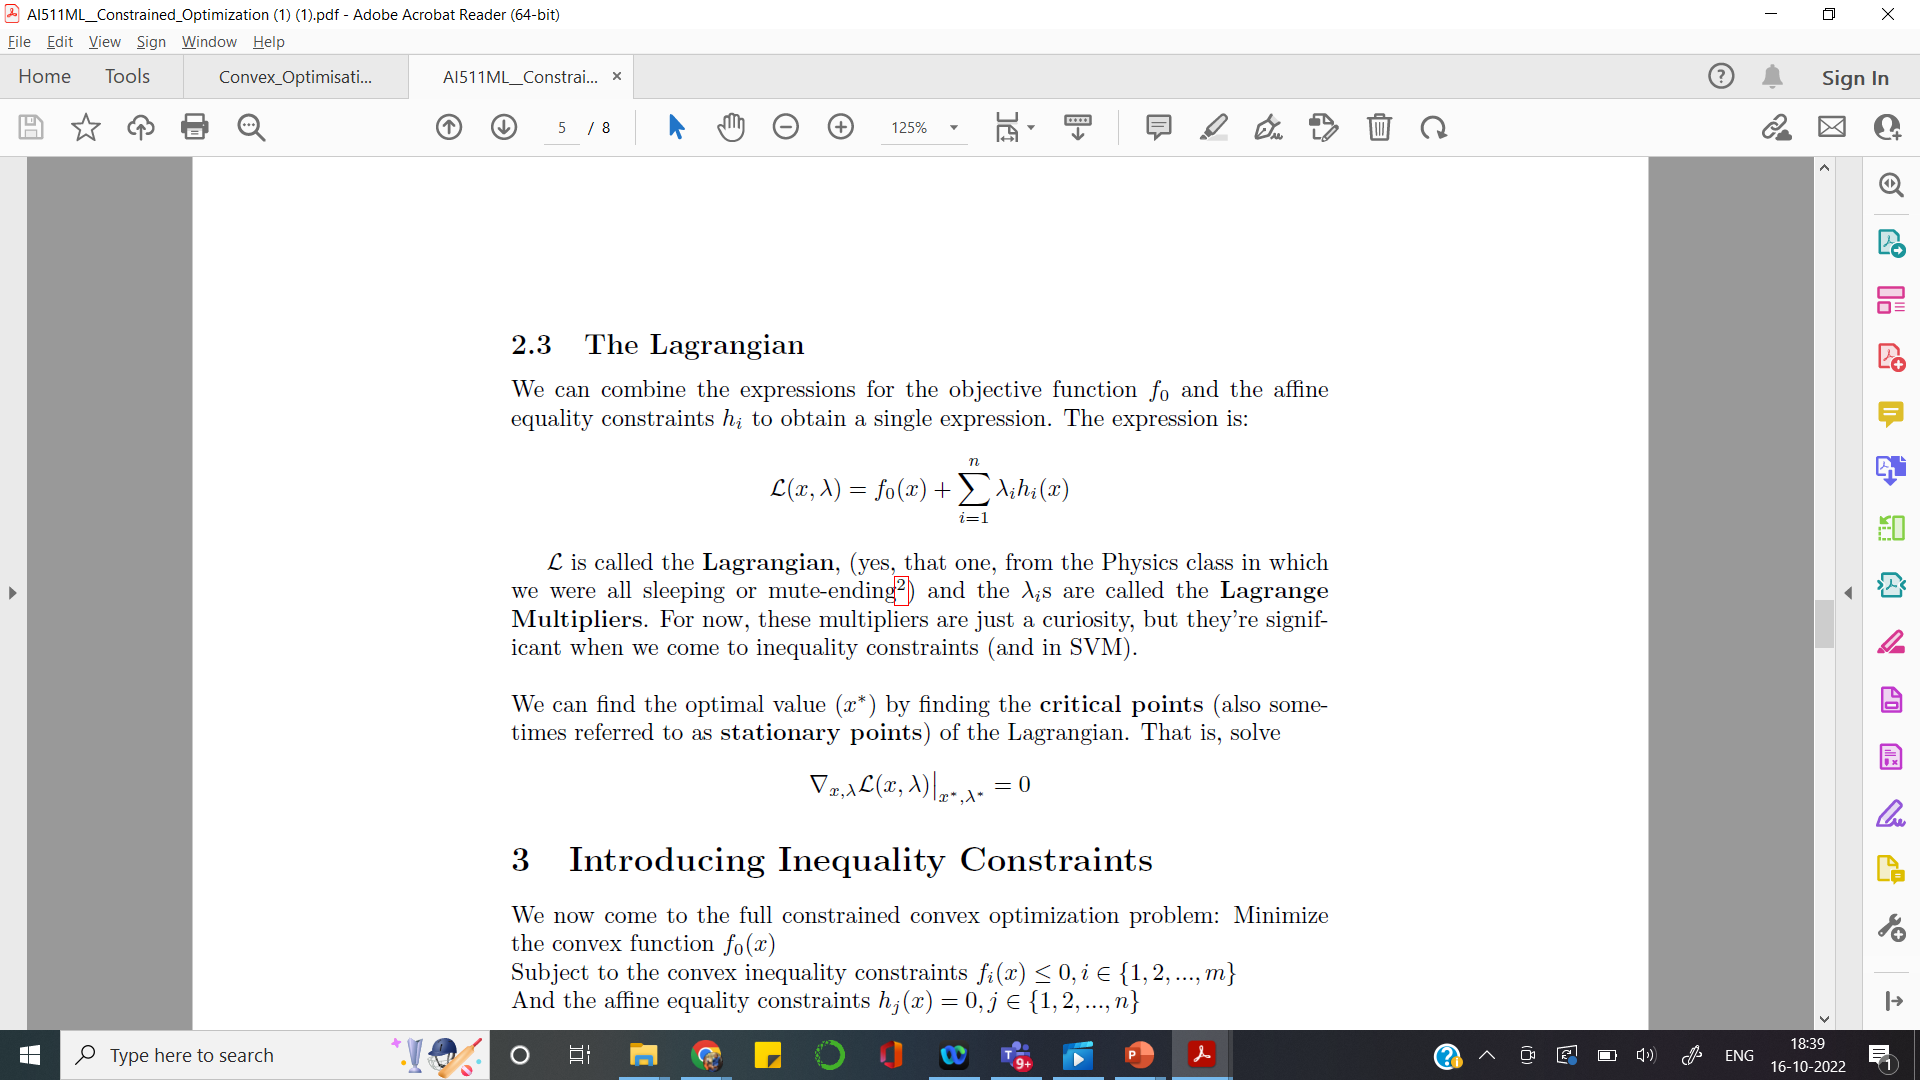 AI511ML__Constrained_Optimization (1) (1).pdf - Adobe Acrobat Reader (64-bit)
File Edit View Sign Window Help
Home Tools Convex_Optimisati... AI511ML__Constrai... × Sign In
5 / 8 125%
2.3 The Lagrangian
We can combine the expressions for the objective function f₀ and the affine
equality constraints hᵢ to obtain a single expression. The expression is:
ℒ(x, λ) = f₀(x) + ∑ᵢ₌₁ⁿ λᵢhᵢ(x)
ℒ is called the Lagrangian, (yes, that one, from the Physics class in which
we were all sleeping or mute-ending²) and the λᵢs are called the Lagrange
Multipliers. For now, these multipliers are just a curiosity, but they're signif-
icant when we come to inequality constraints (and in SVM).
We can find the optimal value (x*) by finding the critical points (also some-
times referred to as stationary points) of the Lagrangian. That is, solve
∇ₓ,λ ℒ(x, λ)|ₓ*,λ* = 0
3 Introducing Inequality Constraints
We now come to the full constrained convex optimization problem: Minimize
the convex function f₀(x)
Subject to the convex inequality constraints fᵢ(x) ≤ 0, i ∈ {1, 2, ..., m}
And the affine equality constraints hⱼ(x) = 0, j ∈ {1, 2, ..., n}
Type here to search 9+ P ENG 18:39
16-10-2022 1